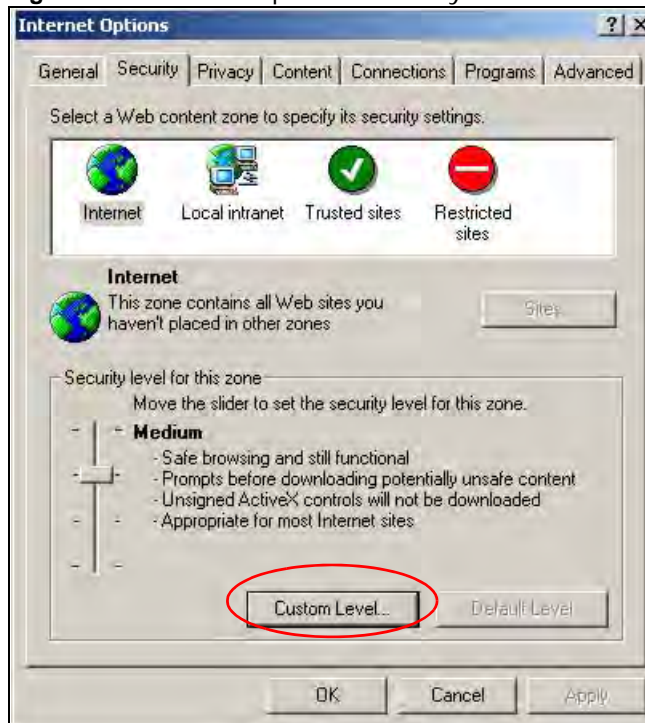 Internet Options
General Security Privacy Content Connections Programs Advanced
Select a Web content zone to specify its security settings.
Internet Local intranet Trusted sites Restricted sites
Internet
This zone contains all Web sites you
haven't placed in other zones
Sites...
Security level for this zone
Move the slider to set the security level for this zone.
Medium
- Safe browsing and still functional
- Prompts before downloading potentially unsafe content
- Unsigned ActiveX controls will not be downloaded
- Appropriate for most Internet sites
Custom Level... Default Level
OK Cancel Apply